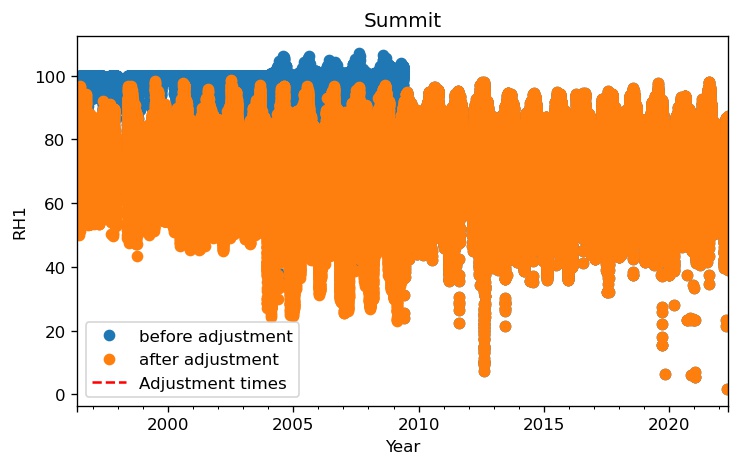 Summit
RH1
100
80
60
40
20
0
before adjustment
after adjustment
Adjustment times
2000 2005 2010 2015 2020
Year